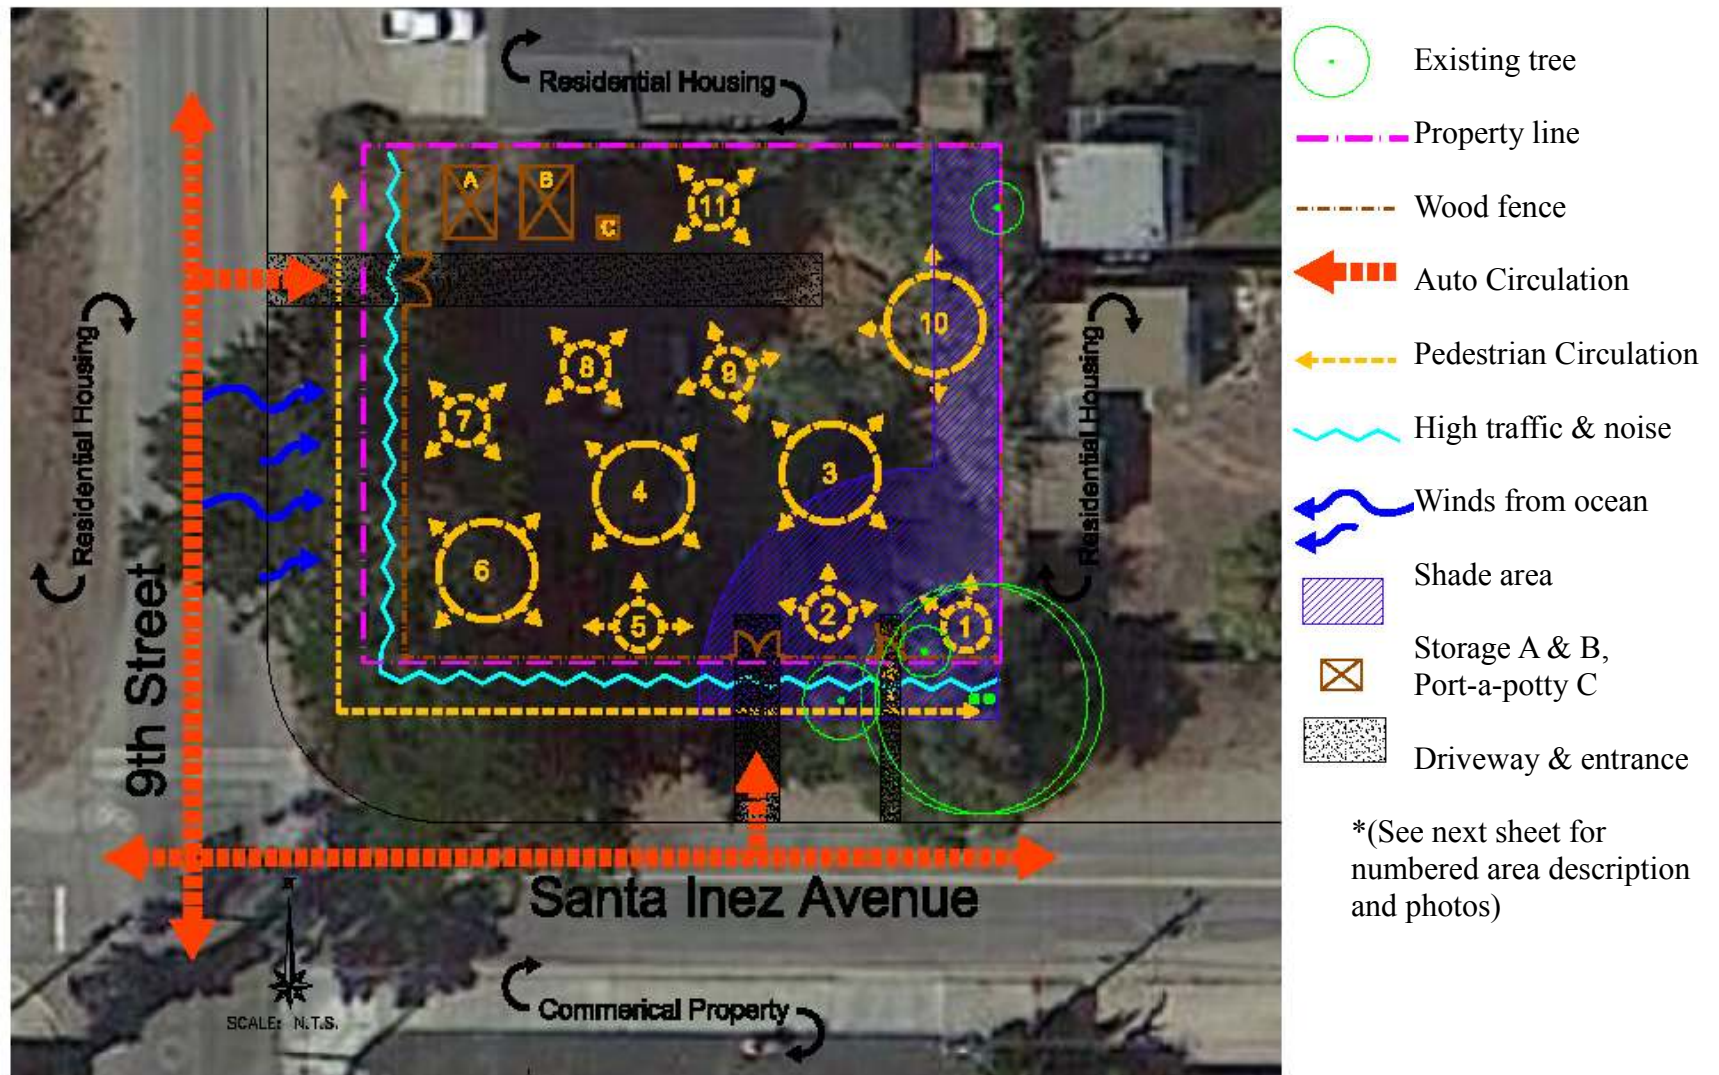 Residential Housing
A
B
C
11
10
8
9
7
4
3
6
5
2
1
Residential Housing
Residential Housing
9th Street
Santa Inez Avenue
Commerical Property
N
SCALE: N.T.S.
Existing tree
Property line
Wood fence
Auto Circulation
Pedestrian Circulation
High traffic & noise
Winds from ocean
Shade area
Storage A & B,
Port-a-potty C
Driveway & entrance
*(See next sheet for
numbered area description
and photos)